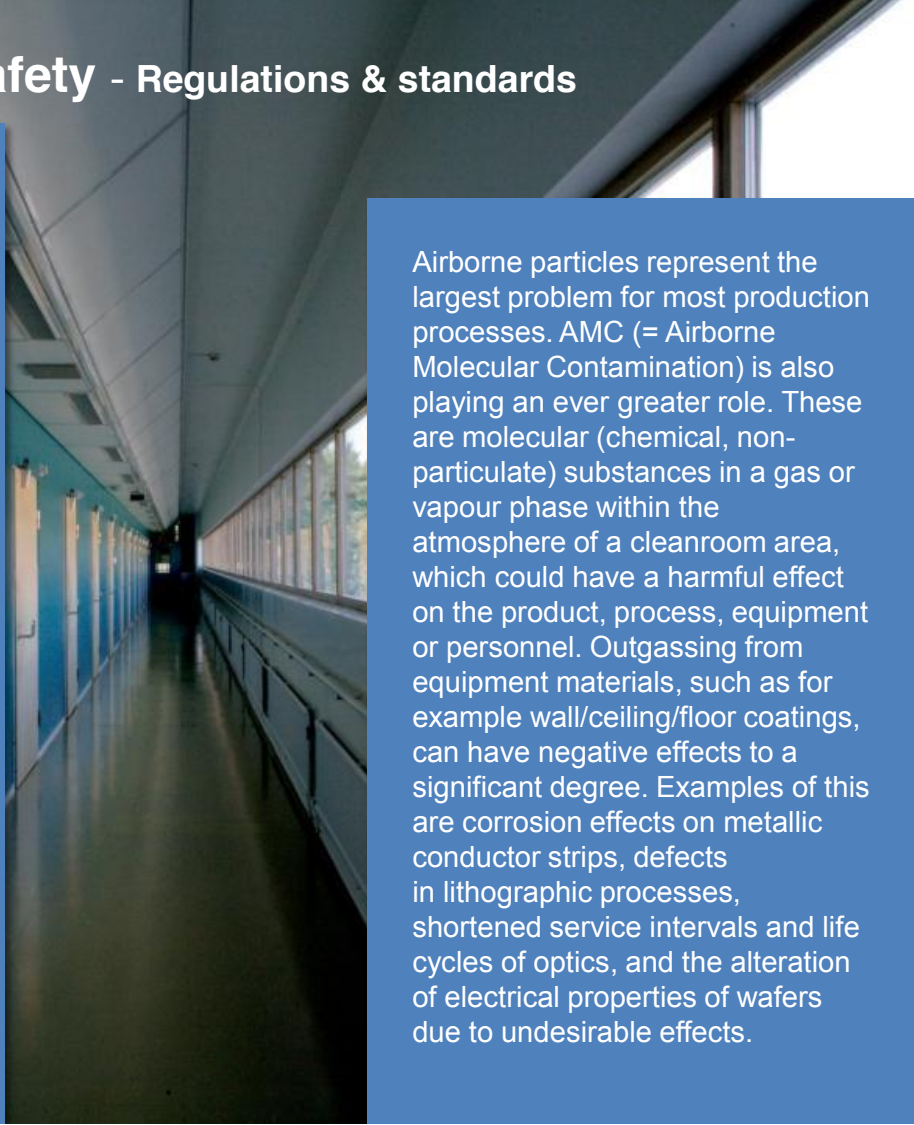 afety - Regulations & standards
Airborne particles represent the
largest problem for most production
processes. AMC (= Airborne
Molecular Contamination) is also
playing an ever greater role. These
are molecular (chemical, non-
particulate) substances in a gas or
vapour phase within the
atmosphere of a cleanroom area,
which could have a harmful effect
on the product, process, equipment
or personnel. Outgassing from
equipment materials, such as for
example wall/ceiling/floor coatings,
can have negative effects to a
significant degree. Examples of this
are corrosion effects on metallic
conductor strips, defects
in lithographic processes,
shortened service intervals and life
cycles of optics, and the alteration
of electrical properties of wafers
due to undesirable effects.